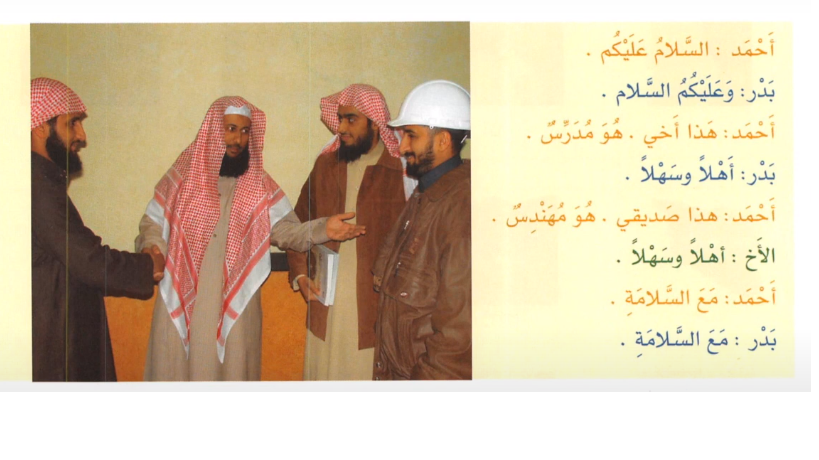 أَحْمَد : السَّلامُ عَلَيْكُم .
بَدْر: وَعَلَيْكُمُ السَّلام .
أَحْمَد: هَذا أَخي . هُوَ مُدَرِّسٌ .
بَدْر: أَهْلاً وسَهْلاً .
أَحْمَد: هذا صَديقي . هُوَ مُهَنْدِسٌ .
الأَخ : أَهْلاً وسَهْلاً .
أَحْمَد: مَعَ السَّلامَةِ .
بَدْر : مَعَ السَّلامَةِ .